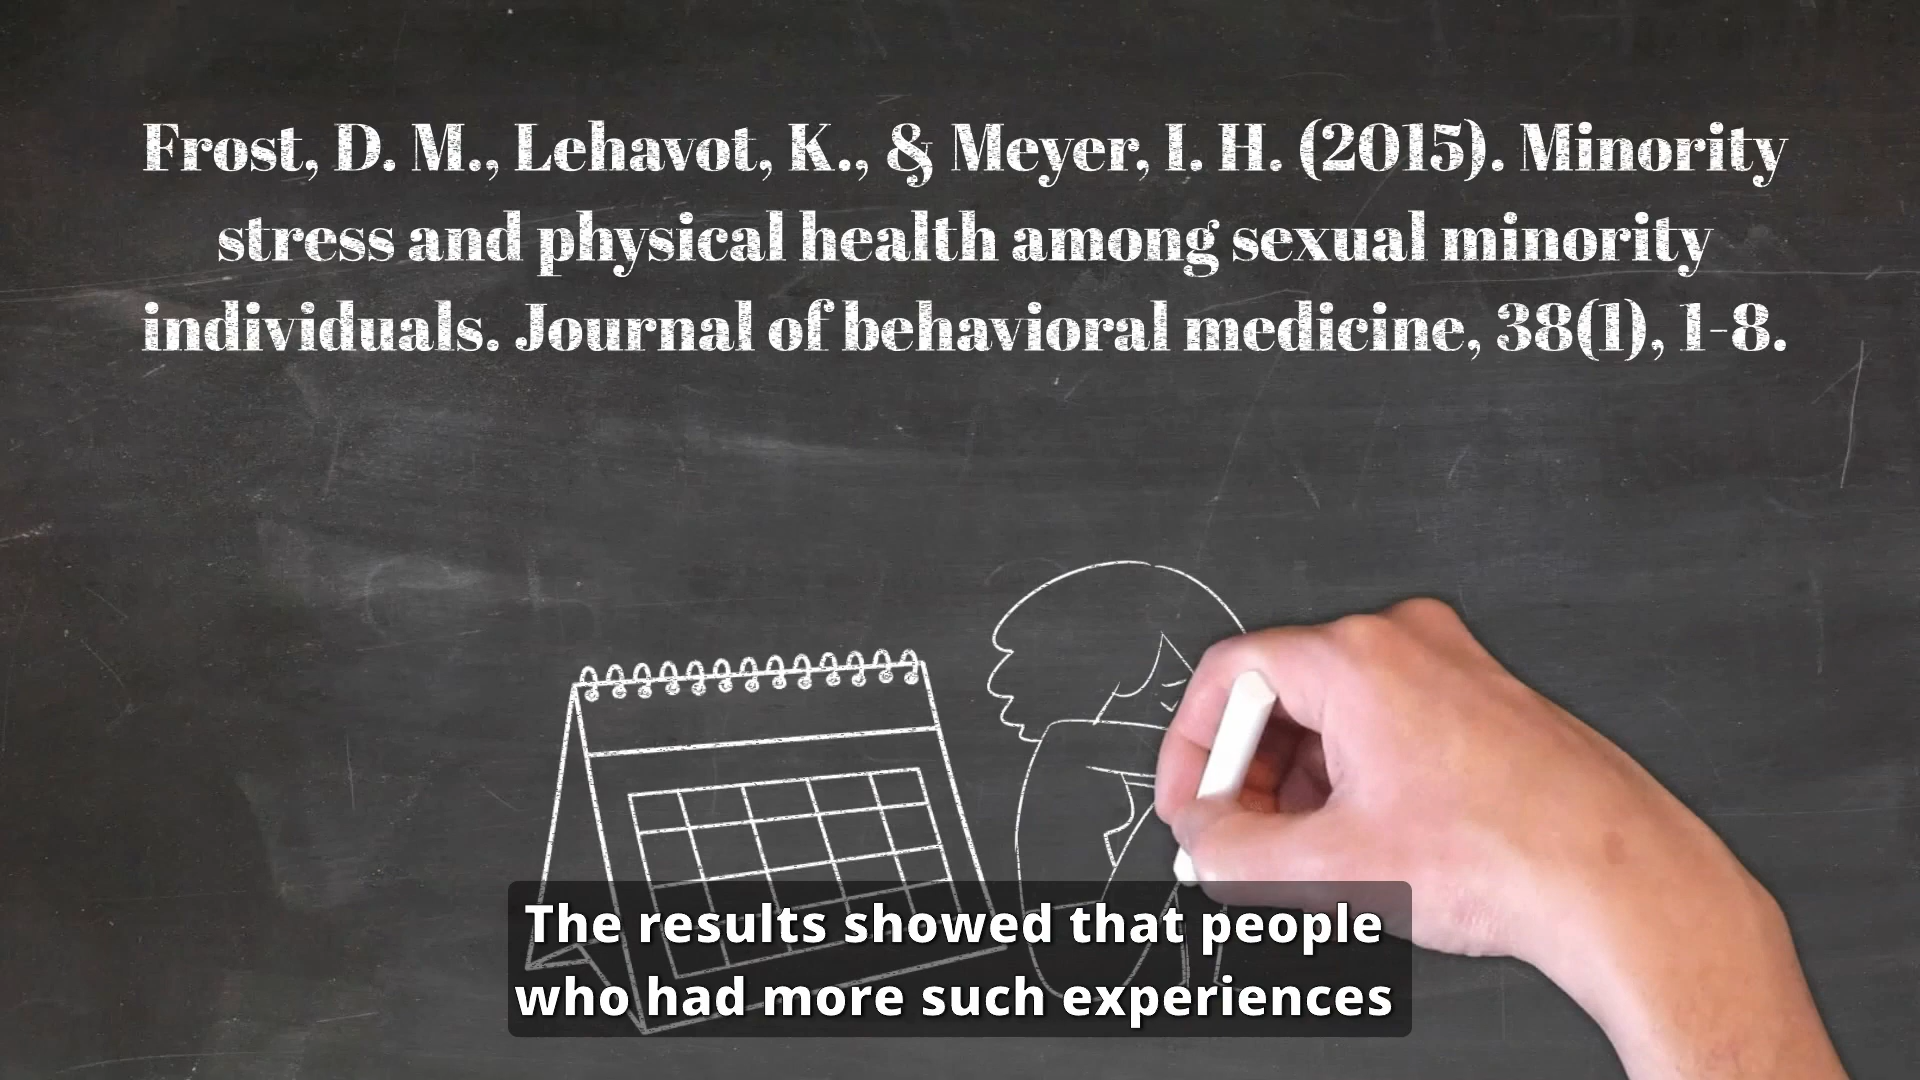 Frost, D. M., Lehavot, K., & Meyer, I. H. (2015). Minority
stress and physical health among sexual minority
individuals. Journal of behavioral medicine, 38(1), 1-8.
The results showed that people
who had more such experiences